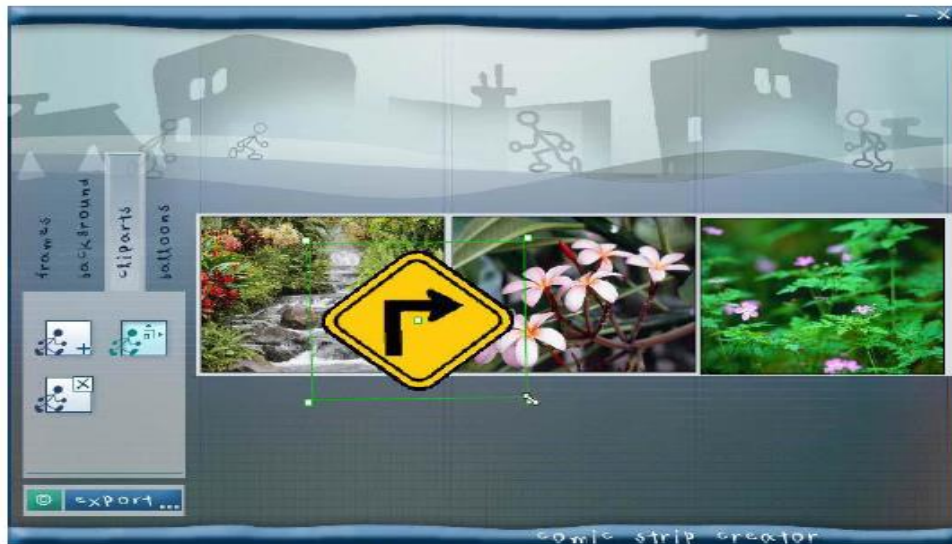 frames
background
cliparts
balloons
© export...
comic strip creator